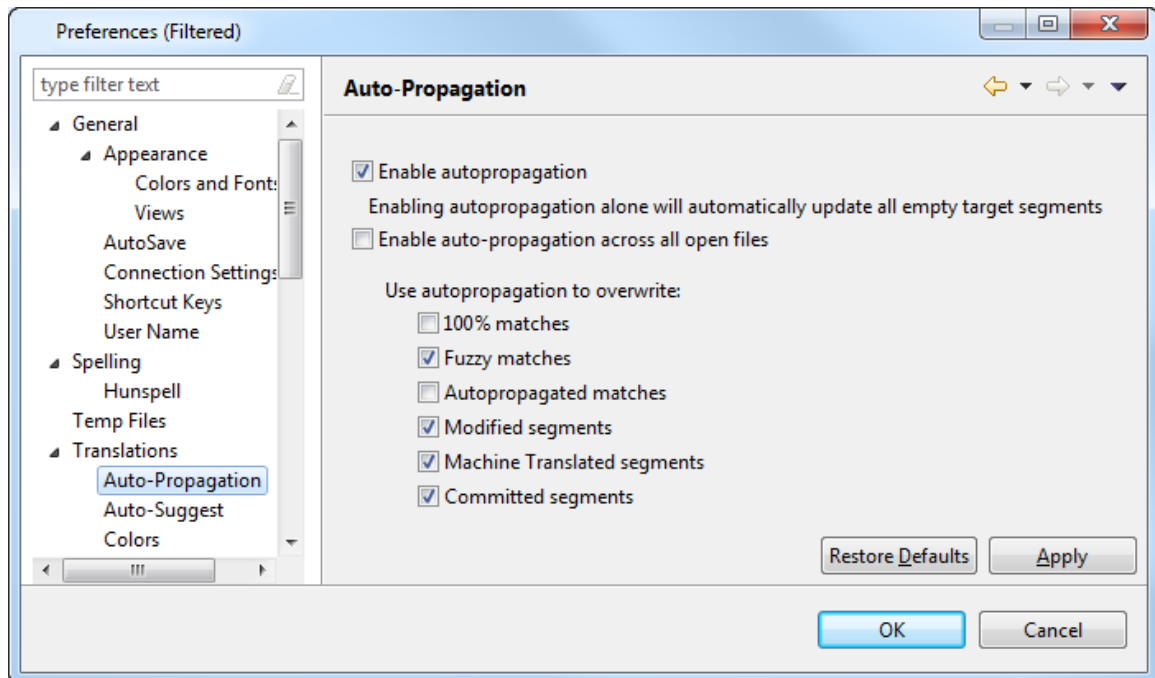 Preferences (Filtered)
type filter text
General
Appearance
Colors and Fonts
Views
AutoSave
Connection Settings
Shortcut Keys
User Name
Spelling
Hunspell
Temp Files
Translations
Auto-Propagation
Auto-Suggest
Colors
Auto-Propagation
Enable autopropagation
Enabling autopropagation alone will automatically update all empty target segments
Enable auto-propagation across all open files
Use autopropagation to overwrite:
100% matches
Fuzzy matches
Autopropagated matches
Modified segments
Machine Translated segments
Committed segments
Restore Defaults
Apply
OK
Cancel